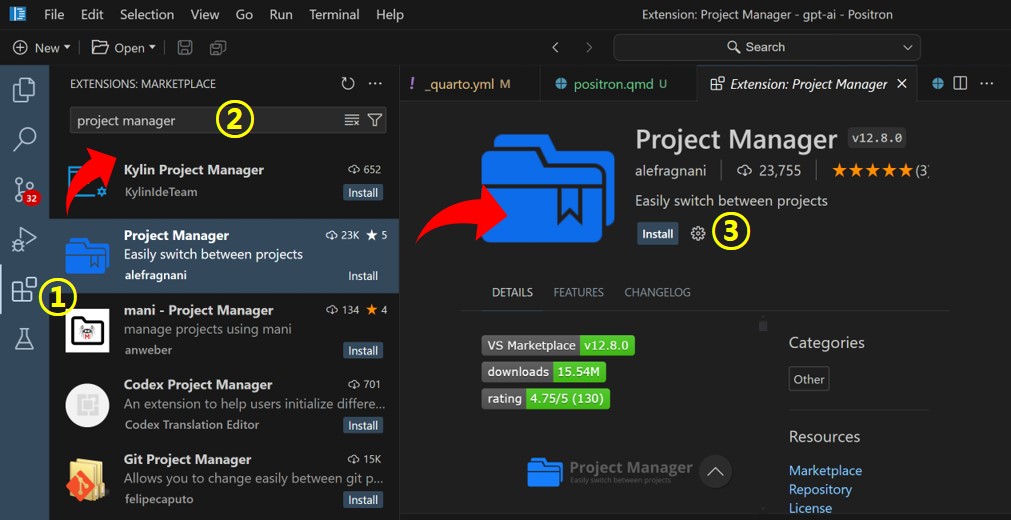 File Edit Selection View Go Run Terminal Help
Extension: Project Manager - gpt-ai - Positron
New Open
Search
EXTENSIONS: MARKETPLACE
project manager
②
Kylin Project Manager 652
KylinIdeTeam Install
Project Manager 23K ★ 5
Easily switch between projects
alefragnani Install
mani - Project Manager 134 ★ 4
manage projects using mani
anweber Install
Codex Project Manager 701
An extension to help users initialize differe...
Codex Translation Editor Install
Git Project Manager 15K
Allows you to change easily between git p...
felipecaputo Install
32
①
_quarto.yml M
positron.qmd U
Extension: Project Manager
Project Manager v12.8.0
alefragnani 23,755 ★★★★★(3)
Easily switch between projects
Install ③
DETAILS FEATURES CHANGELOG
VS Marketplace v12.8.0
downloads 15.54M
rating 4.75/5 (130)
Project Manager
Easily switch between projects
Categories
Other
Resources
Marketplace
Repository
License